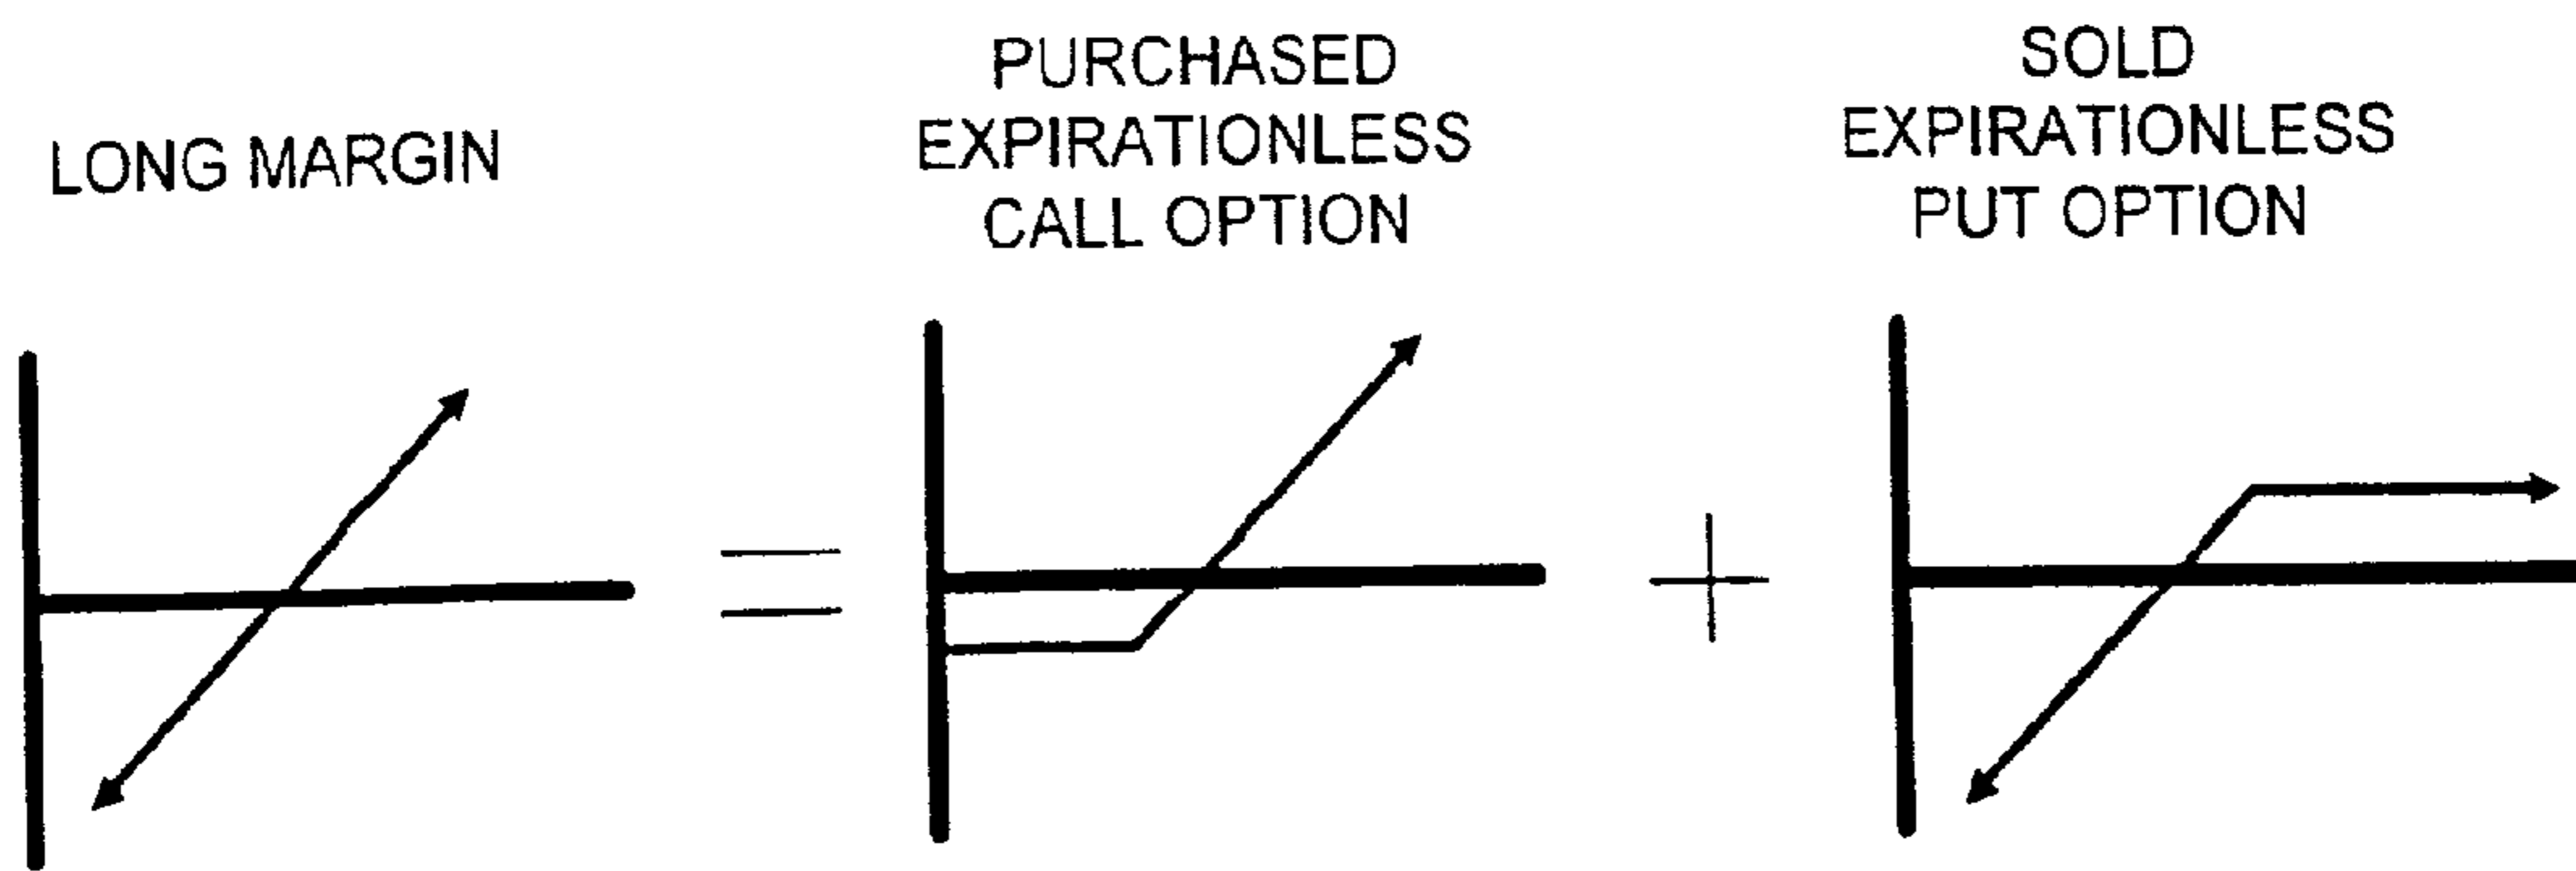 LONG MARGIN
PURCHASED
EXPIRATIONLESS
CALL OPTION
SOLD
EXPIRATIONLESS
PUT OPTION
=
+